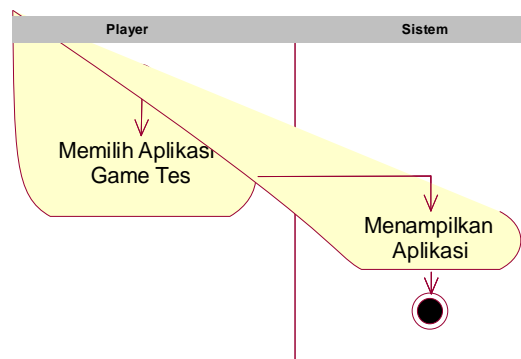 Player
Sistem
Memilih Aplikasi
Game Tes
Menampilkan
Aplikasi